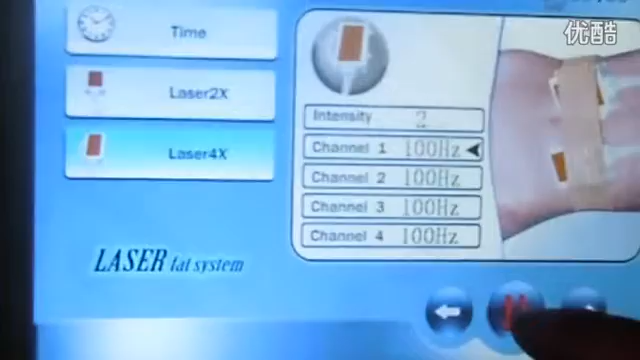 优酷
Time
Laser2X
Laser4X
Intensity 2
Channel 1 100Hz
Channel 2 100Hz
Channel 3 100Hz
Channel 4 100Hz
LASER fat system